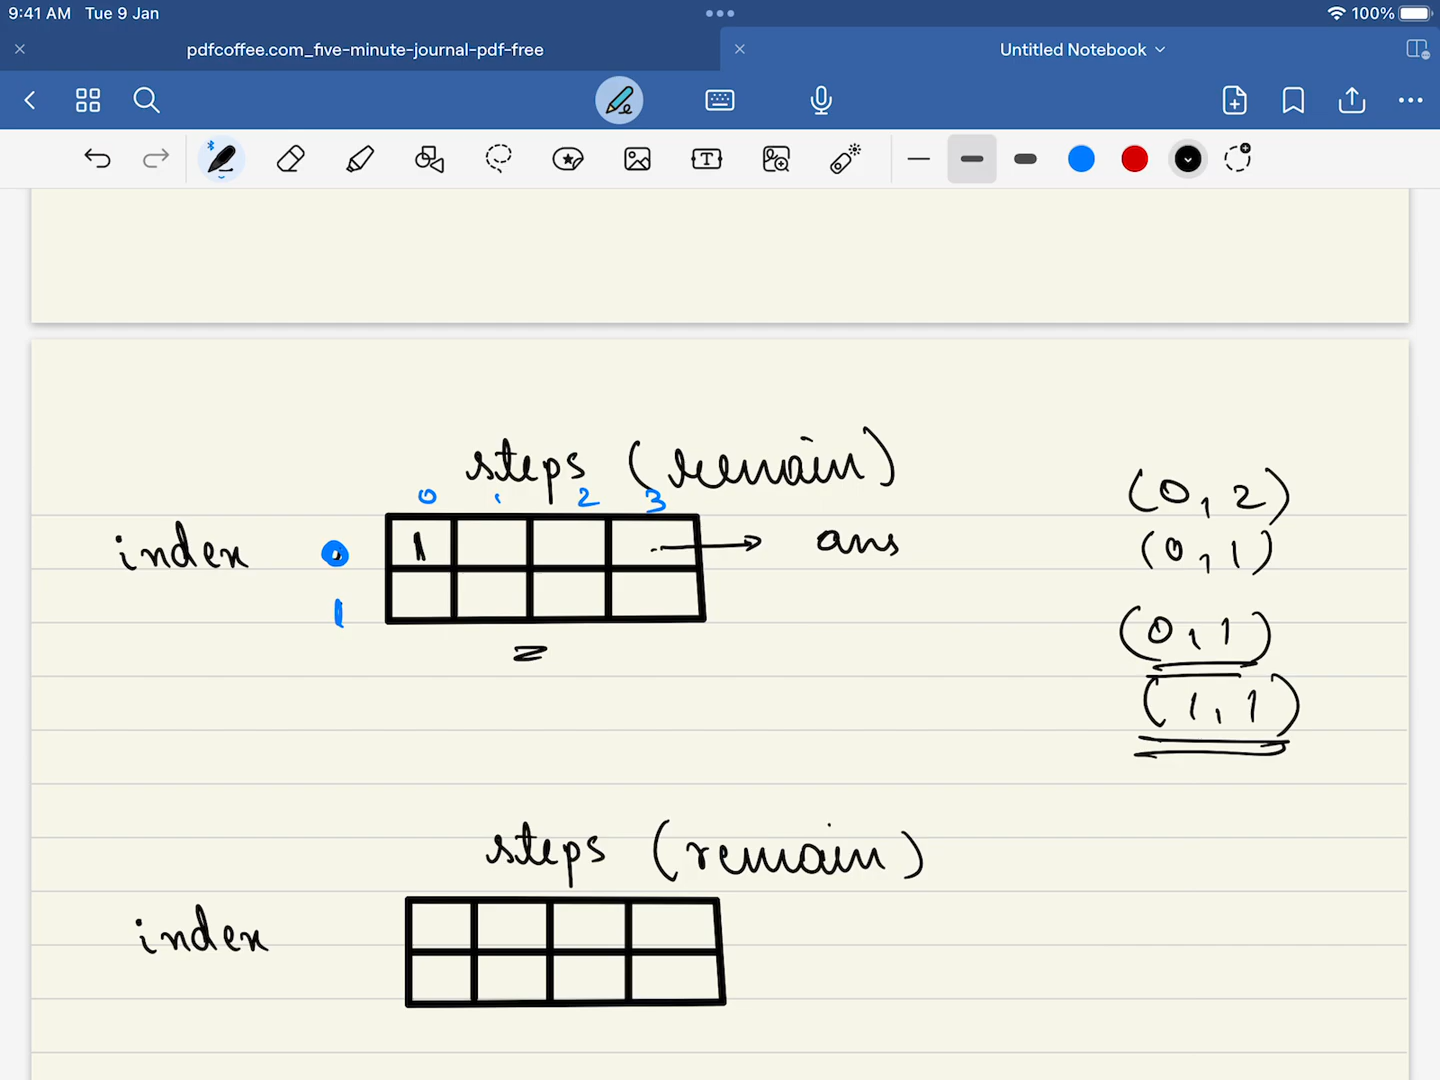 9:41 AM Tue 9 Jan 100%
pdfcoffee.com_five-minute-journal-pdf-free
Untitled Notebook
steps (remain)
0 1 2 3
index 0 1 ans
1
(0,2)
(0,1)
(0,1)
(1,1)
steps (remain)
index